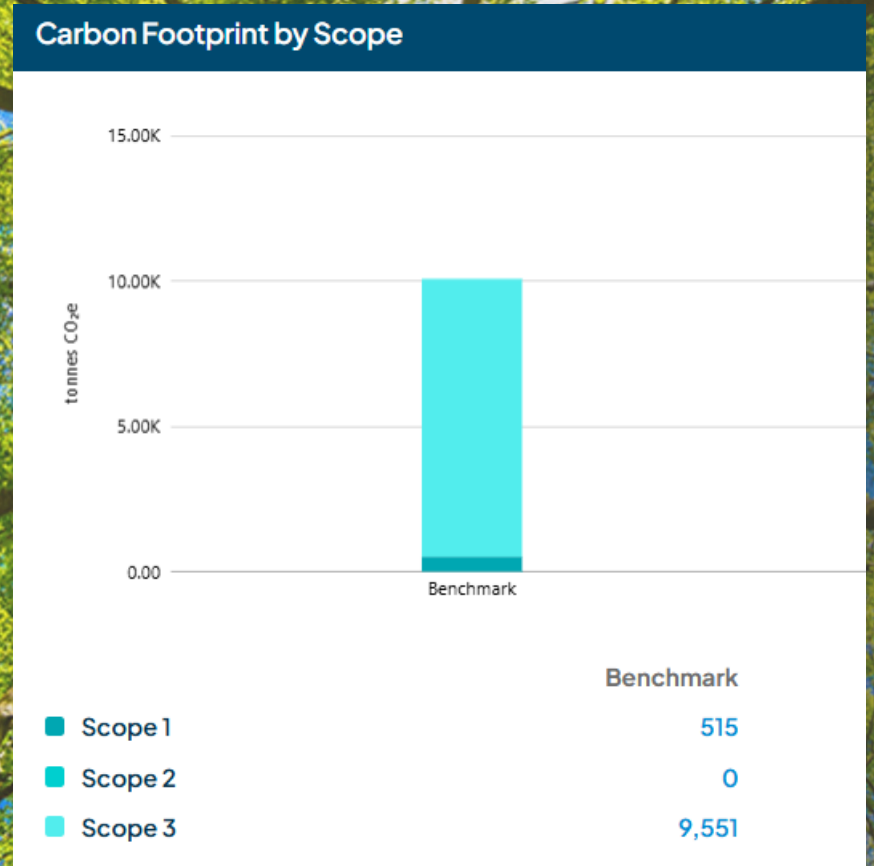 Carbon Footprint by Scope
15.00K
10.00K
5.00K
0.00
tonnes CO₂e
Benchmark
Benchmark
Scope 1 515
Scope 2 0
Scope 3 9,551